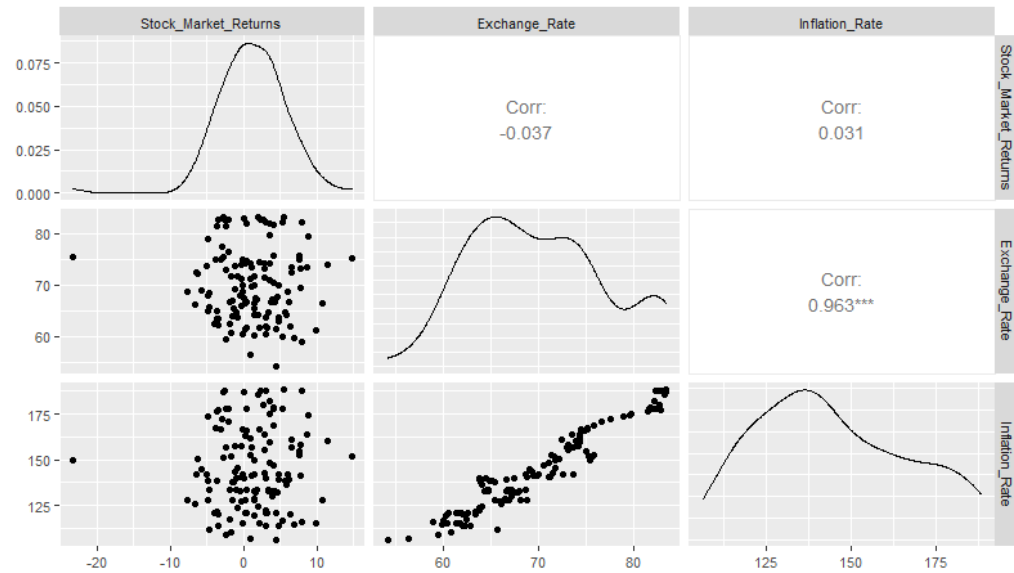 Stock_Market_Returns
Exchange_Rate
Inflation_Rate
0.075
0.050
0.025
0.000
Corr:
-0.037
Corr:
0.031
Stock_Market_Returns
80
70
60
Corr:
0.963***
Exchange_Rate
175
150
125
Inflation_Rate
-20
-10
0
10
60
70
80
125
150
175